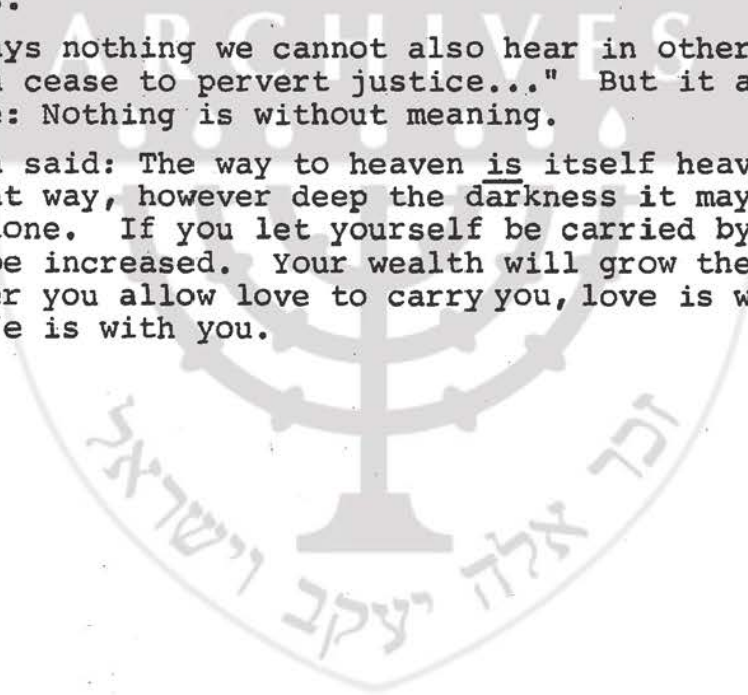 ARCHIVES
ys nothing we cannot also hear in other
cease to pervert justice..." But it a
e: Nothing is without meaning.
said: The way to heaven is itself heav
t way, however deep the darkness it may
one. If you let yourself be carried by
be increased. Your wealth will grow the
er you allow love to carry you, love is w
e is with you.
זכר אלה יעקב וישראל